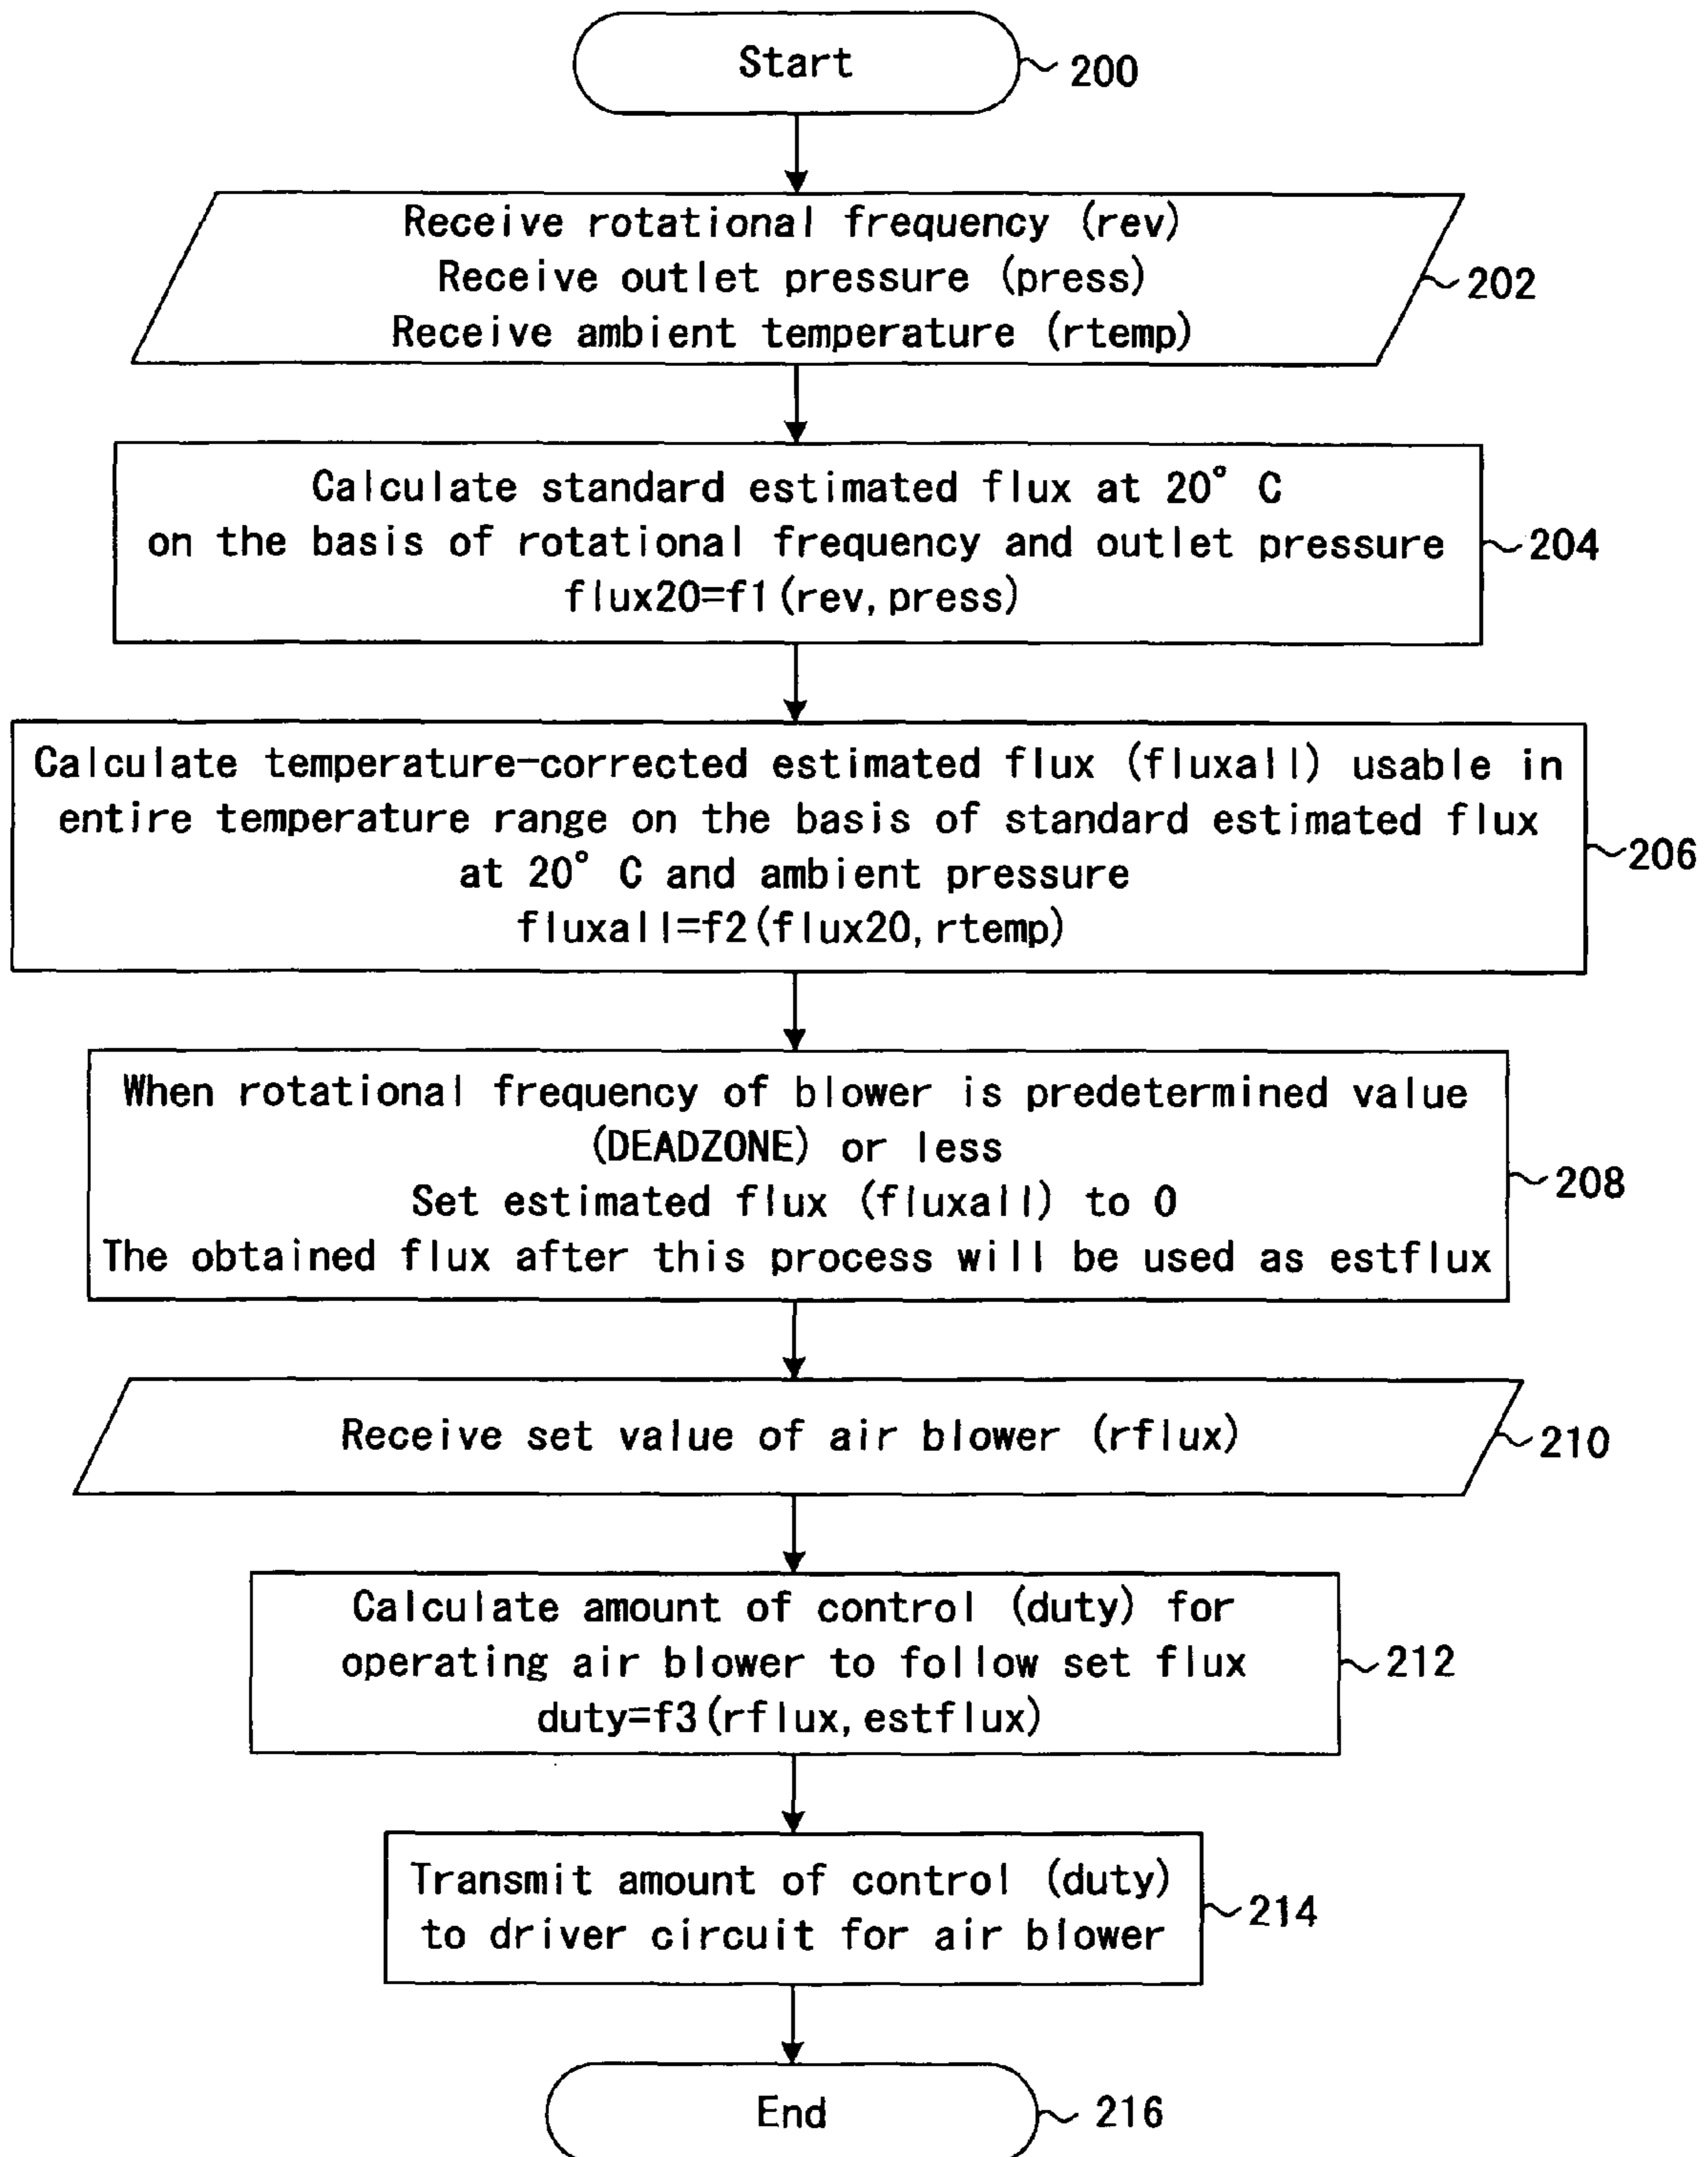 Start
200
Receive rotational frequency (rev)
Receive outlet pressure (press)
Receive ambient temperature (rtemp)
202
Calculate standard estimated flux at 20° C
on the basis of rotational frequency and outlet pressure
flux20=f1(rev,press)
204
Calculate temperature-corrected estimated flux (fluxall) usable in
entire temperature range on the basis of standard estimated flux
at 20° C and ambient pressure
fluxall=f2(flux20,rtemp)
206
When rotational frequency of blower is predetermined value
(DEADZONE) or less
Set estimated flux (fluxall) to 0
The obtained flux after this process will be used as estflux
208
Receive set value of air blower (rflux)
210
Calculate amount of control (duty) for
operating air blower to follow set flux
duty=f3(rflux,estflux)
212
Transmit amount of control (duty)
to driver circuit for air blower
214
End
216